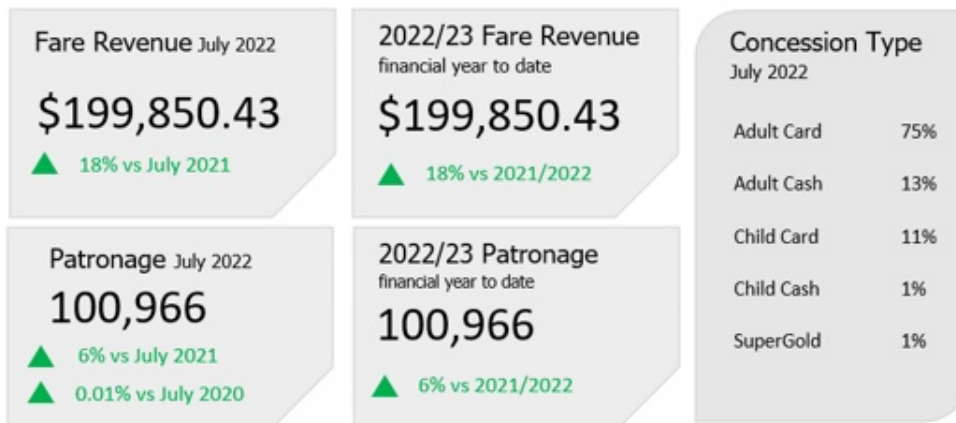 Fare Revenue July 2022
$199,850.43
18% vs July 2021
2022/23 Fare Revenue
financial year to date
$199,850.43
18% vs 2021/2022
Patronage July 2022
100,966
6% vs July 2021
0.01% vs July 2020
2022/23 Patronage
financial year to date
100,966
6% vs 2021/2022
Concession Type
July 2022
Adult Card 75%
Adult Cash 13%
Child Card 11%
Child Cash 1%
SuperGold 1%